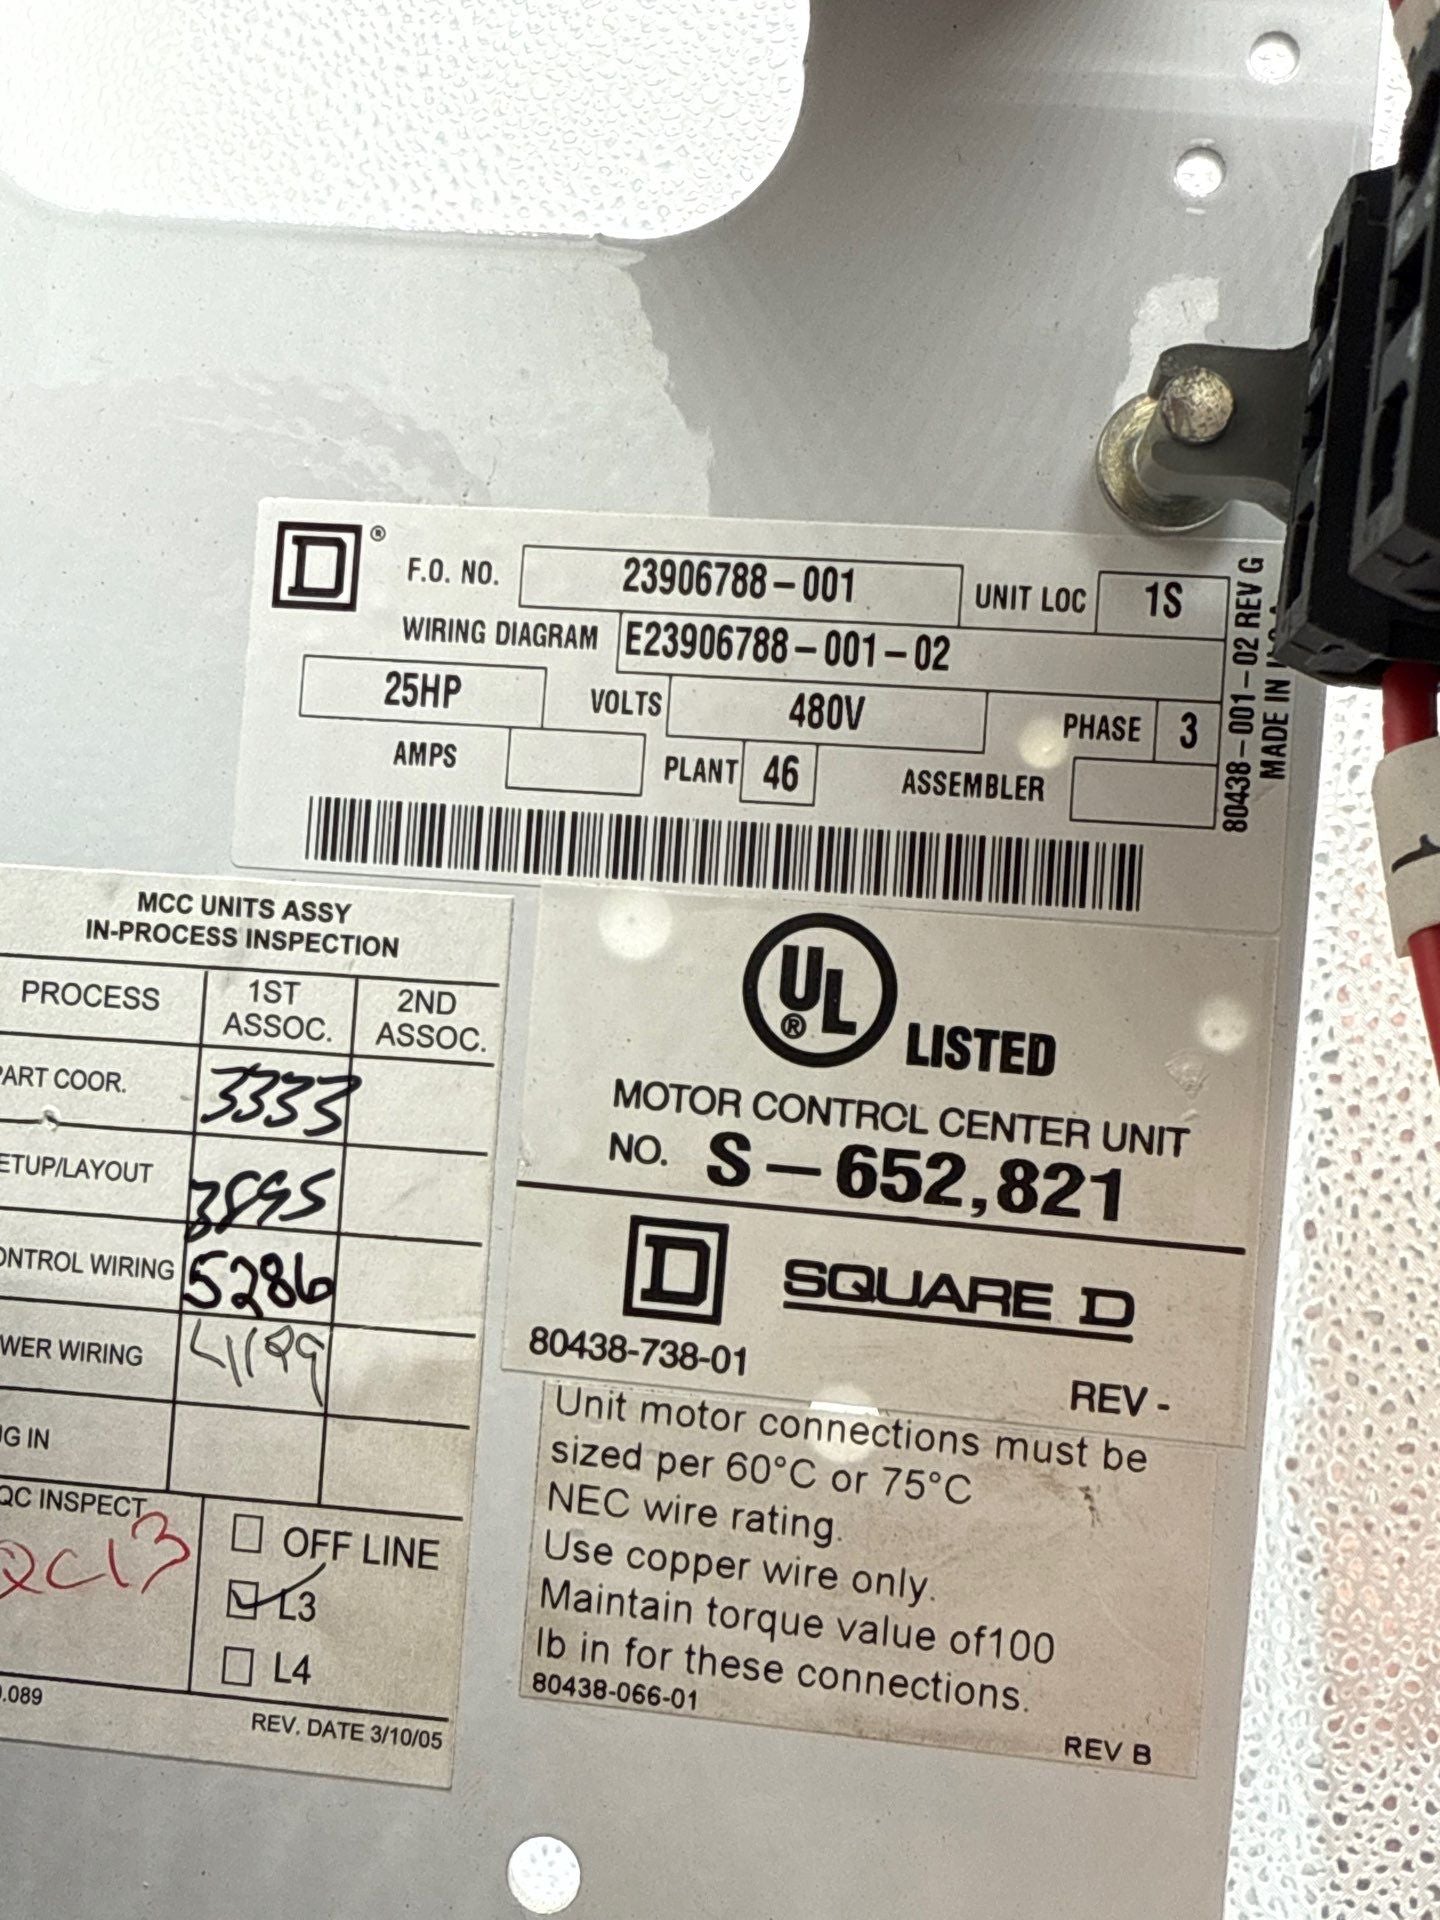 D ®
F.O. NO. 23906788-001 UNIT LOC 1S
WIRING DIAGRAM E23906788-001-02
25HP VOLTS 480V PHASE 3
AMPS PLANT 46 ASSEMBLER
80438-001-02 REV G
MADE IN
MCC UNITS ASSY
IN-PROCESS INSPECTION
PROCESS 1ST ASSOC. 2ND ASSOC.
ART COOR. 3333
ETUP/LAYOUT 3895
ONTROL WIRING 5286
WER WIRING 4199
G IN
QC INSPECT
QC13
OFF LINE
L3
L4
.089
REV. DATE 3/10/05
UL ® LISTED
MOTOR CONTROL CENTER UNIT
NO. S-652,821
D SQUARE D
80438-738-01
REV -
Unit motor connections must be
sized per 60°C or 75°C
NEC wire rating.
Use copper wire only.
Maintain torque value of100
lb in for these connections.
80438-066-01
REV B